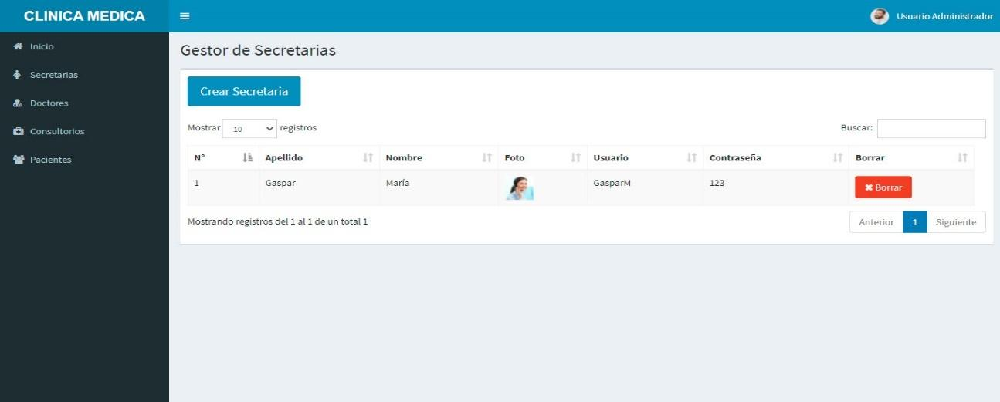 CLINICA MEDICA
Usuario Administrador
Inicio
Secretarias
Doctores
Consultorios
Pacientes
Gestor de Secretarias
Crear Secretaria
Mostrar 10 registros
Buscar:
N° Apellido Nombre Foto Usuario Contraseña Borrar
1 Gaspar María GasparM 123 Borrar
Mostrando registros del 1 al 1 de un total 1
Anterior 1 Siguiente